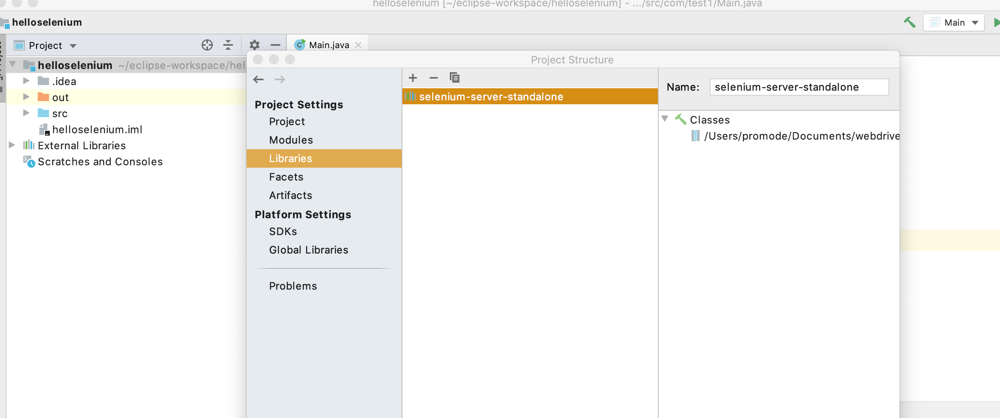 helloselenium [~/eclipse-workspace/helloselenium] - .../src/com/test1/Main.java
helloselenium
Main
Project
Main.java
Project Structure
helloselenium ~/eclipse-workspace/hel
.idea
out
src
helloselenium.iml
External Libraries
Scratches and Consoles
Project Settings
Project
Modules
Libraries
Facets
Artifacts
Platform Settings
SDKs
Global Libraries
Problems
selenium-server-standalone
Name: selenium-server-standalone
Classes
/Users/promode/Documents/webdrive